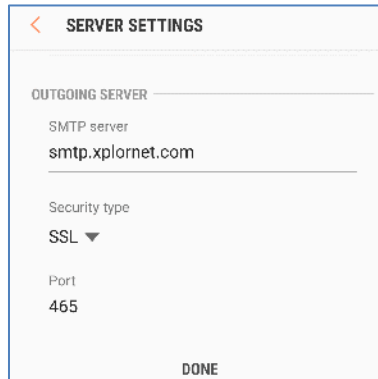 SERVER SETTINGS
OUTGOING SERVER
SMTP server
smtp.xplornet.com
Security type
SSL
Port
465
DONE